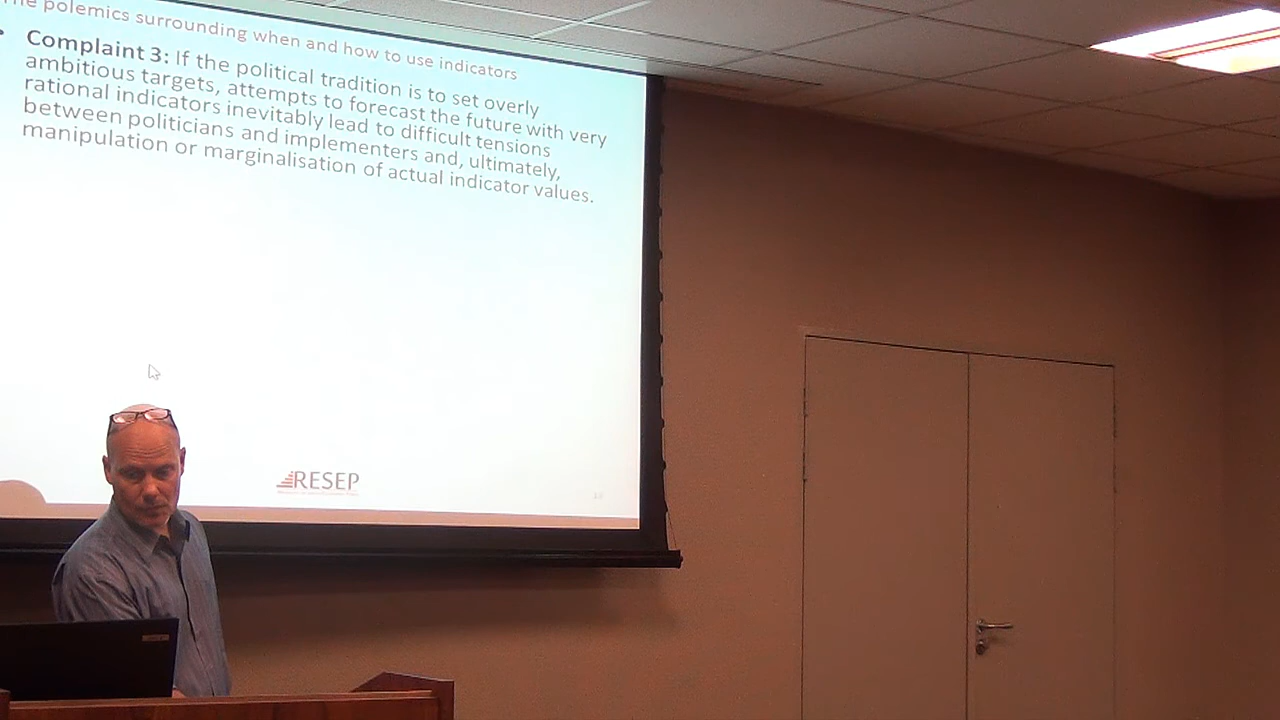 he polemics surrounding when and how to use indicators
• Complaint 3: If the political tradition is to set overly
ambitious targets, attempts to forecast the future with very
rational indicators inevitably lead to difficult tensions
between politicians and implementers and, ultimately,
manipulation or marginalisation of actual indicator values.
RESEP